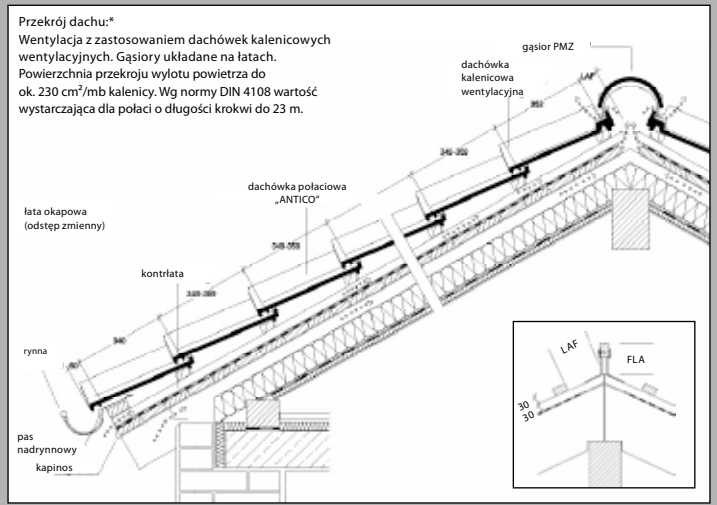 Przekrój dachu:*
Wentylacja z zastosowaniem dachówek kalenicowych
wentylacyjnych. Gąsiory układane na łatach.
Powierzchnia przekroju wylotu powietrza do
ok. 230 cm²/mb kalenicy. Wg normy DIN 4108 wartość
wystarczająca dla połaci o długości krokwi do 23 m.
gąsior PMZ
dachówka
kalenicowa
wentylacyjna
LAF
dachówka połaciowa
„ANTICO”
łata okapowa
(odstęp zmienny)
kontrłata
340
rynna
pas
nadrynnowy
kapinos
LAF
FLA
30
30